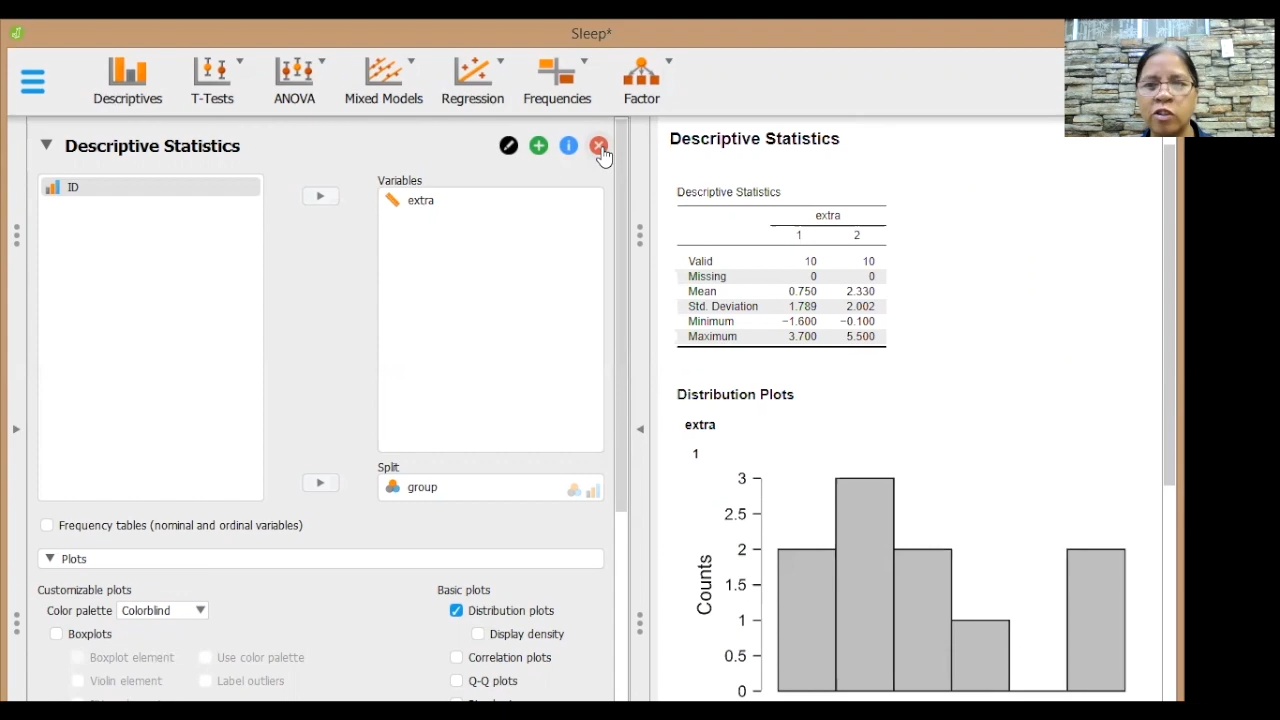 Sleep*
Descriptives
T-Tests
ANOVA
Mixed Models
Regression
Frequencies
Factor
Descriptive Statistics
ID
Variables
extra
Split
group
Frequency tables (nominal and ordinal variables)
Plots
Customizable plots
Color palette Colorblind
Boxplots
Boxplot element Use color palette
Violin element Label outliers
Basic plots
Distribution plots
Display density
Correlation plots
Q-Q plots
Descriptive Statistics
Descriptive Statistics
extra
1 2
Valid 10 10
Missing 0 0
Mean 0.750 2.330
Std. Deviation 1.789 2.002
Minimum −1.600 −0.100
Maximum 3.700 5.500
Distribution Plots
extra
1
3
2.5
2
1.5
1
0.5
0
Counts